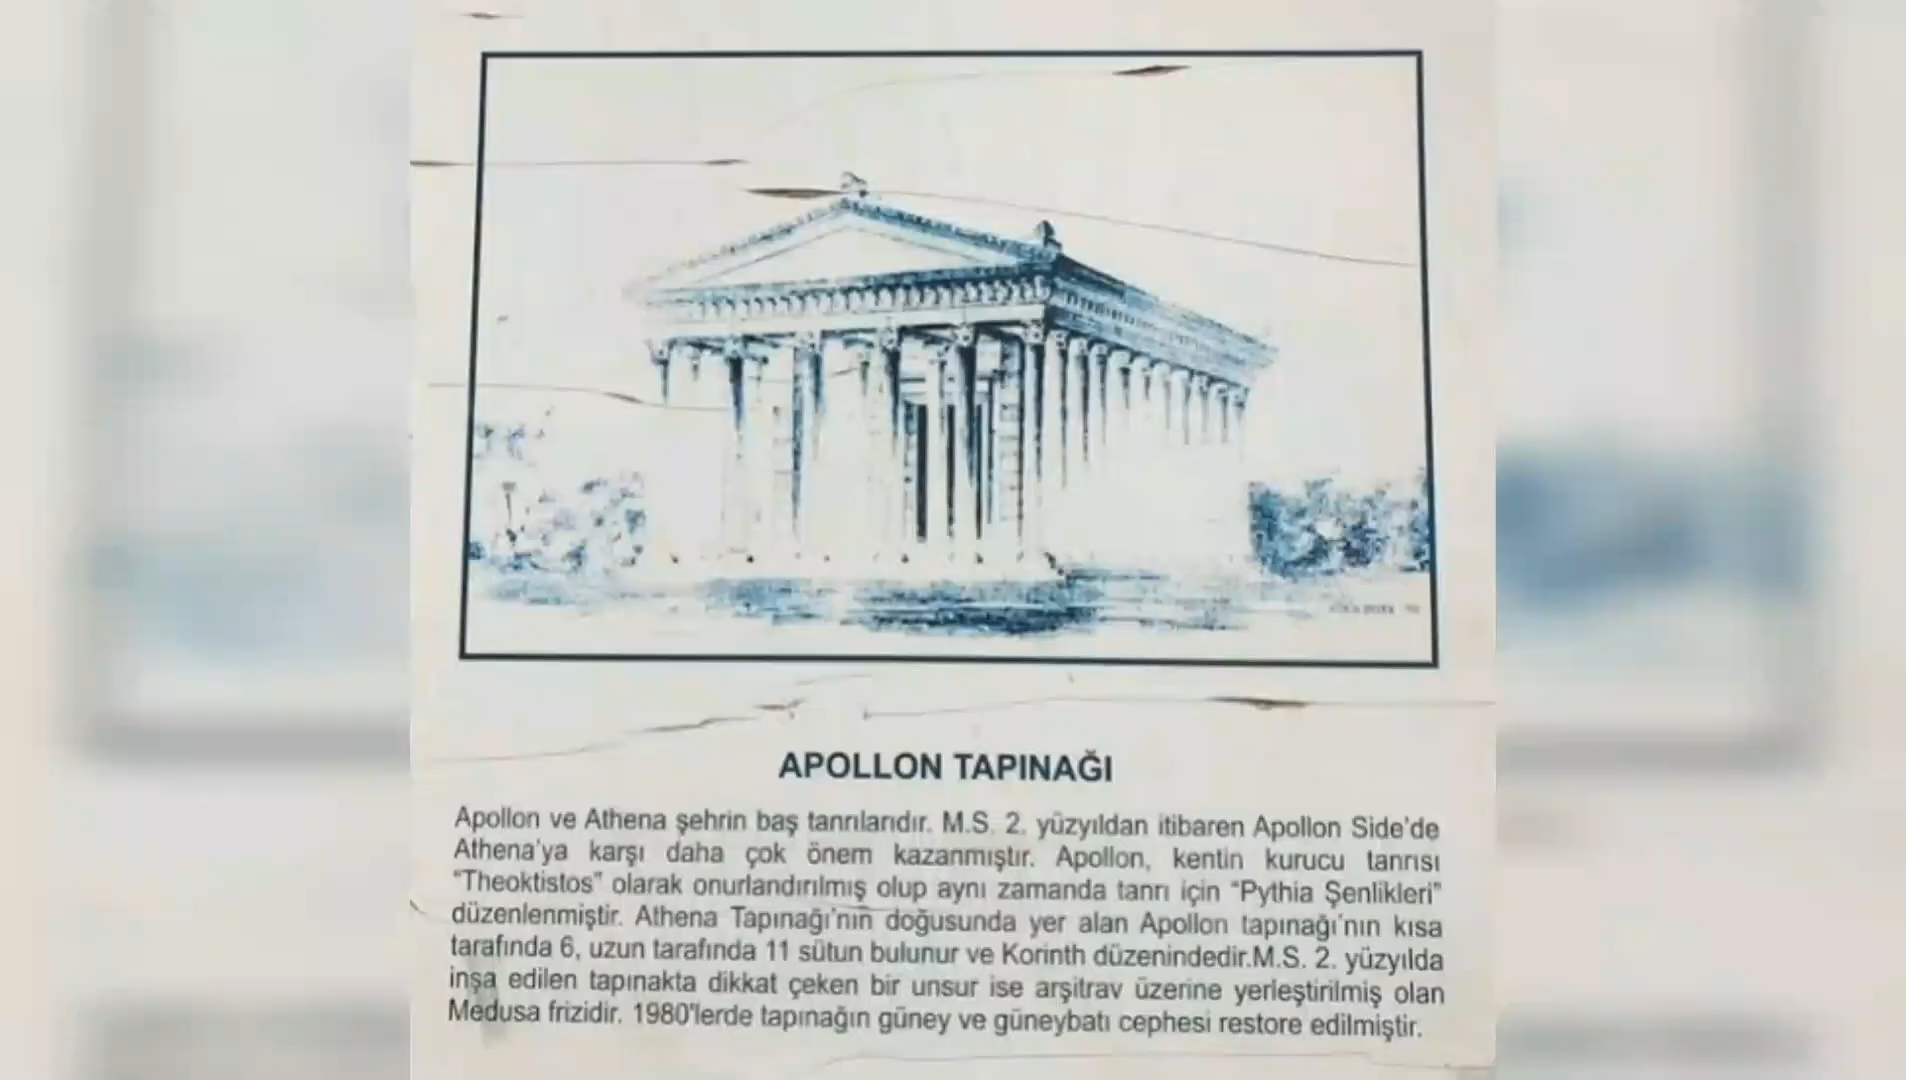 APOLLON TAPINAĞI
Apollon ve Athena şehrin baş tanrılarıdır. M.S. 2. yüzyıldan itibaren Apollon Side'de
Athena'ya karşı daha çok önem kazanmıştır. Apollon, kentin kurucu tanrısı
"Theoktistos" olarak onurlandırılmış olup aynı zamanda tanrı için "Pythia Şenlikleri"
düzenlenmiştir. Athena Tapınağı'nın doğusunda yer alan Apollon tapınağı'nın kısa
tarafında 6, uzun tarafında 11 sütun bulunur ve Korinth düzenindedir.M.S. 2. yüzyılda
inşa edilen tapınakta dikkat çeken bir unsur ise arşitrav üzerine yerleştirilmiş olan
Medusa frizidir. 1980'lerde tapınağın güney ve güneybatı cephesi restore edilmiştir.